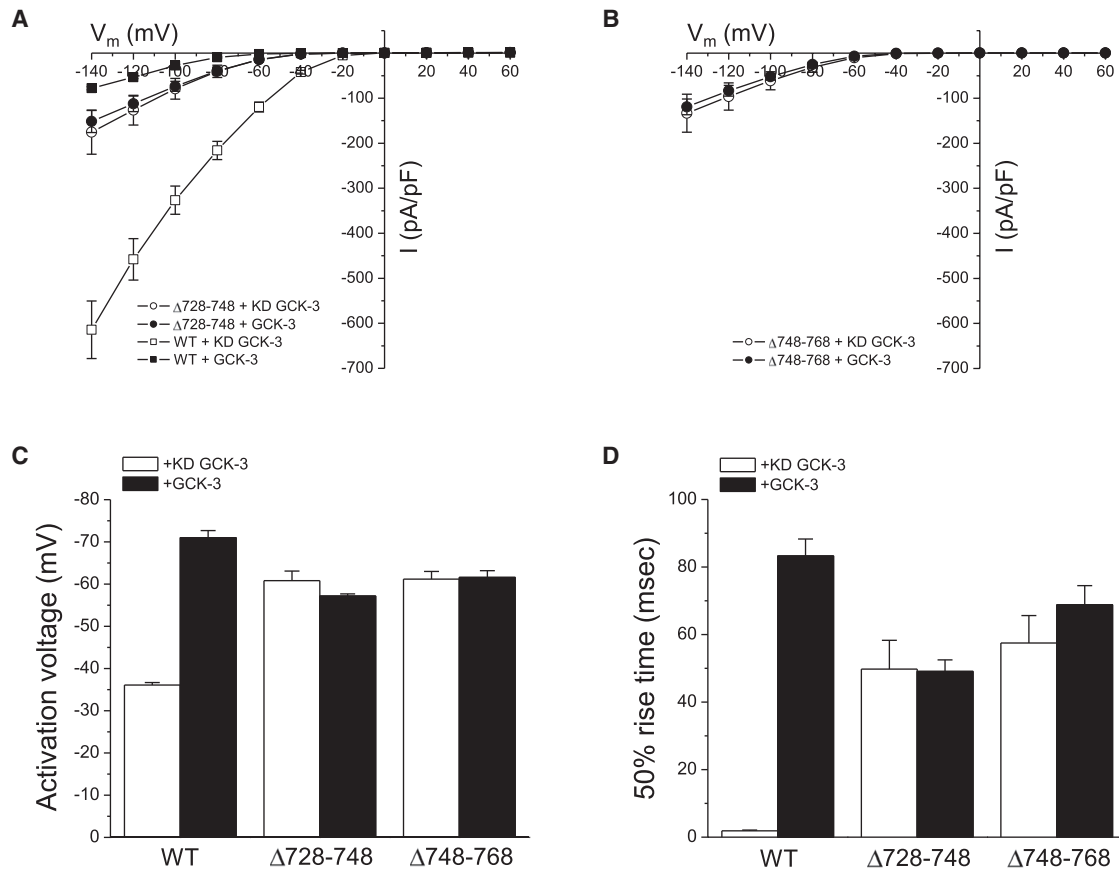 A
V_m (mV)
-140 -120 -100 -80 -60 -40 -20 20 40 60
-100
-200
-300
-400
-500
-600
-700
I (pA/pF)
Δ728-748 + KD GCK-3
Δ728-748 + GCK-3
WT + KD GCK-3
WT + GCK-3
B
V_m (mV)
-140 -120 -100 -80 -60 -40 -20 20 40 60
-100
-200
-300
-400
-500
-600
-700
I (pA/pF)
Δ748-768 + KD GCK-3
Δ748-768 + GCK-3
C
+KD GCK-3
+GCK-3
Activation voltage (mV)
-80
-70
-60
-50
-40
-30
-20
-10
0
WT Δ728-748 Δ748-768
D
+KD GCK-3
+GCK-3
50% rise time (msec)
100
80
60
40
20
0
WT Δ728-748 Δ748-768